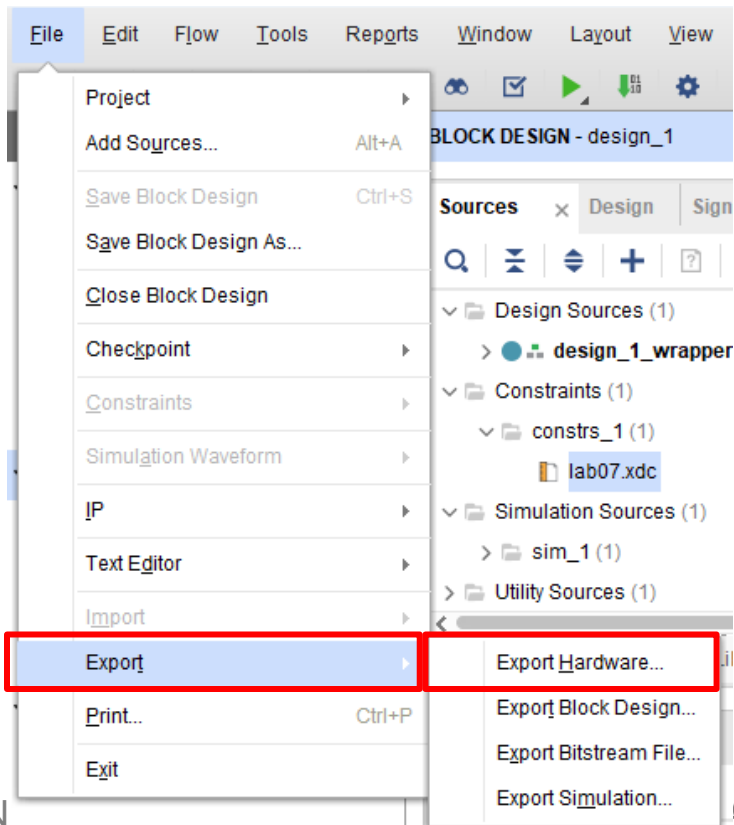 File Edit Flow Tools Reports Window Layout View
Project
Add Sources... Alt+A
Save Block Design Ctrl+S
Save Block Design As...
Close Block Design
Checkpoint
Constraints
Simulation Waveform
IP
Text Editor
Import
Export
Print... Ctrl+P
Exit
BLOCK DESIGN - design_1
Sources Design Sign
Design Sources (1)
design_1_wrapper
Constraints (1)
constrs_1 (1)
lab07.xdc
Simulation Sources (1)
sim_1 (1)
Utility Sources (1)
Export Hardware...
Export Block Design...
Export Bitstream File...
Export Simulation...